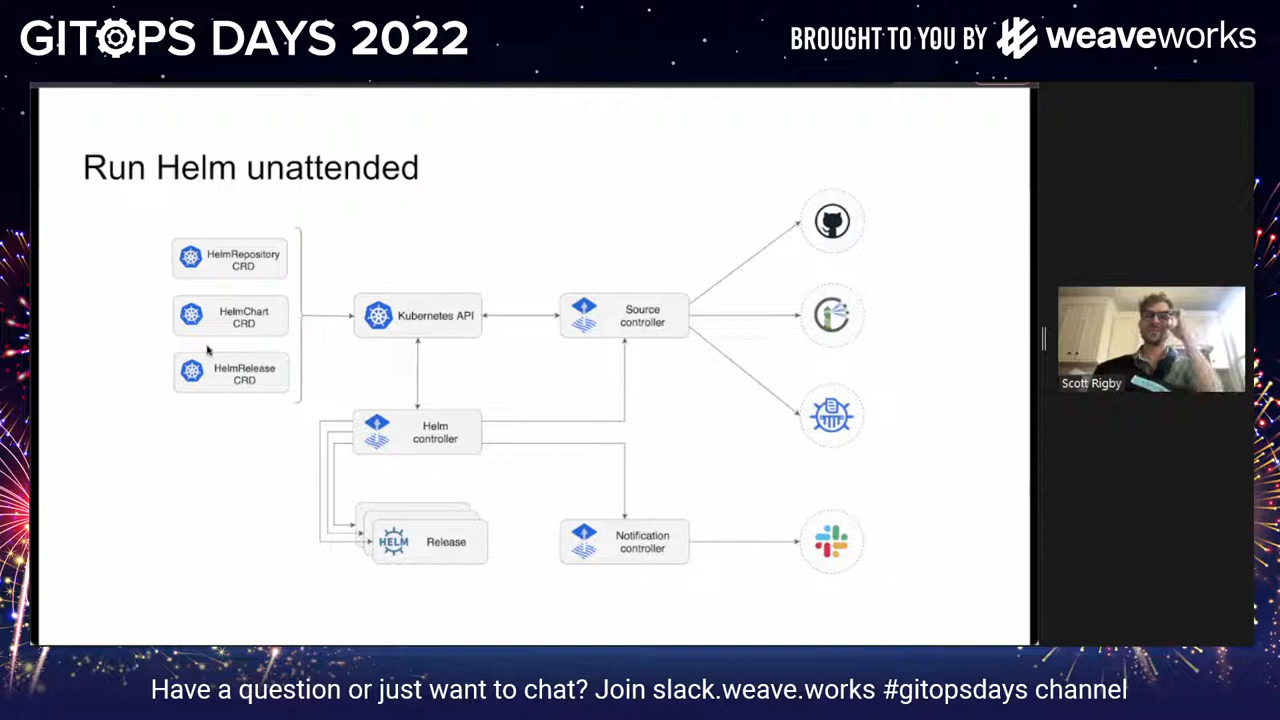 GITOPS DAYS 2022
BROUGHT TO YOU BY weaveworks
Run Helm unattended
HelmRepository
CRD
HelmChart
CRD
HelmRelease
CRD
Kubernetes API
Source
controller
Helm
controller
HELM
Release
Notification
controller
Scott Rigby
Have a question or just want to chat? Join slack.weave.works #gitopsdays channel